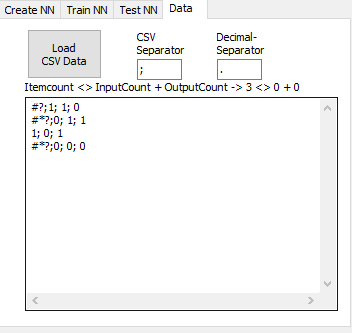 Create NN Train NN Test NN Data
Load
CSV Data
CSV
Separator
;
Decimal-
Separator
.
Itemcount <> InputCount + OutputCount -> 3 <> 0 + 0
#?;1; 1; 0
#*?;0; 1; 1
1; 0; 1
#*?;0; 0; 0